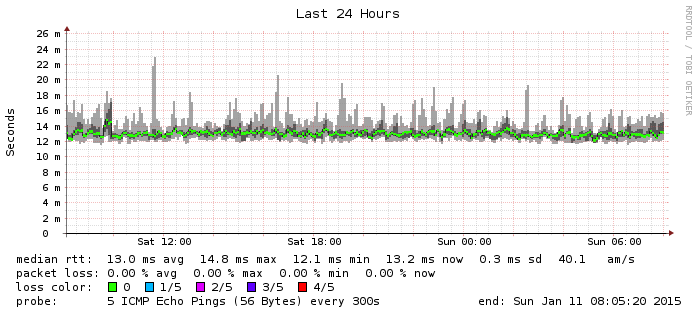 Last 24 Hours
RRDTOOL / TOBI OETIKER
Seconds
26 m
24 m
22 m
20 m
18 m
16 m
14 m
12 m
10 m
8 m
6 m
4 m
2 m
0
Sat 12:00 Sat 18:00 Sun 00:00 Sun 06:00
median rtt: 13.0 ms avg 14.8 ms max 12.1 ms min 13.2 ms now 0.3 ms sd 40.1 am/s
packet loss: 0.00 % avg 0.00 % max 0.00 % min 0.00 % now
loss color: 0 1/5 2/5 3/5 4/5
probe: 5 ICMP Echo Pings (56 Bytes) every 300s end: Sun Jan 11 08:05:20 2015